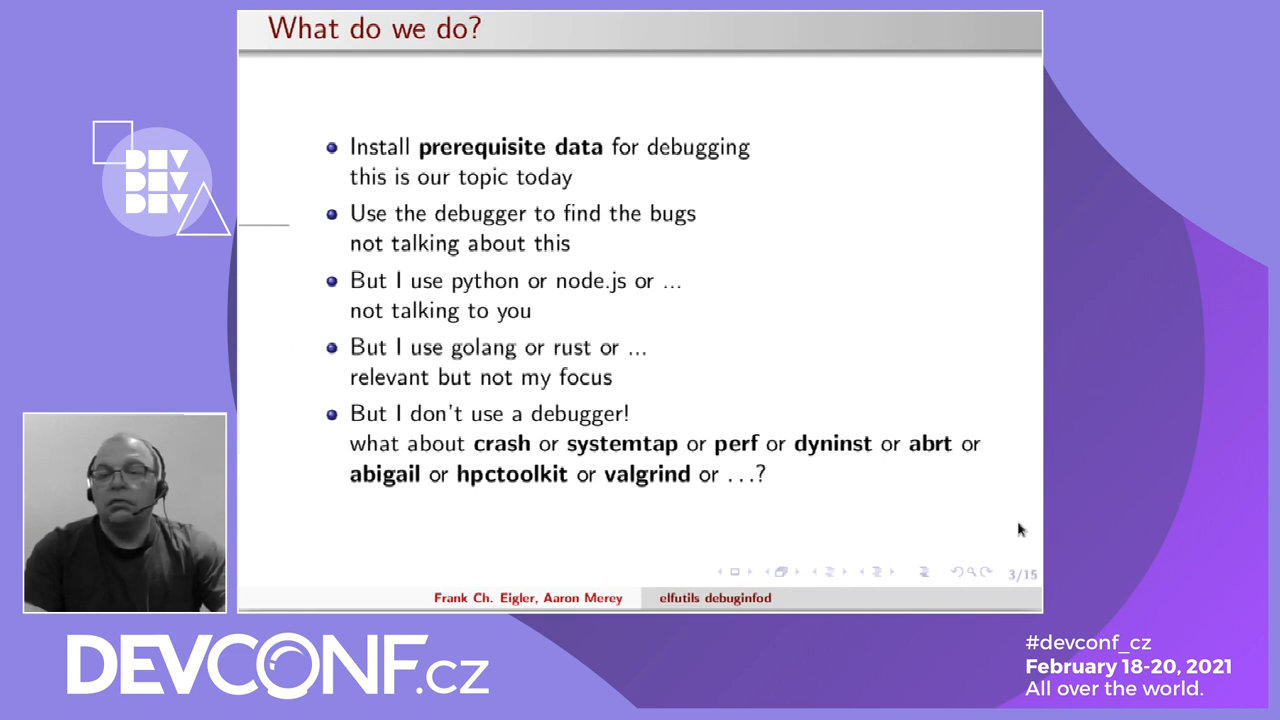 What do we do?
Install prerequisite data for debugging
this is our topic today
Use the debugger to find the bugs
not talking about this
But I use python or node.js or ...
not talking to you
But I use golang or rust or ...
relevant but not my focus
But I don't use a debugger!
what about crash or systemtap or perf or dyninst or abrt or
abigail or hpctoolkit or valgrind or ...?
3/15
Frank Ch. Eigler, Aaron Merey
elfutils debuginfod
DEV
DEV
DEV
DEVCONF.cz
#devconf_cz
February 18-20, 2021
All over the world.